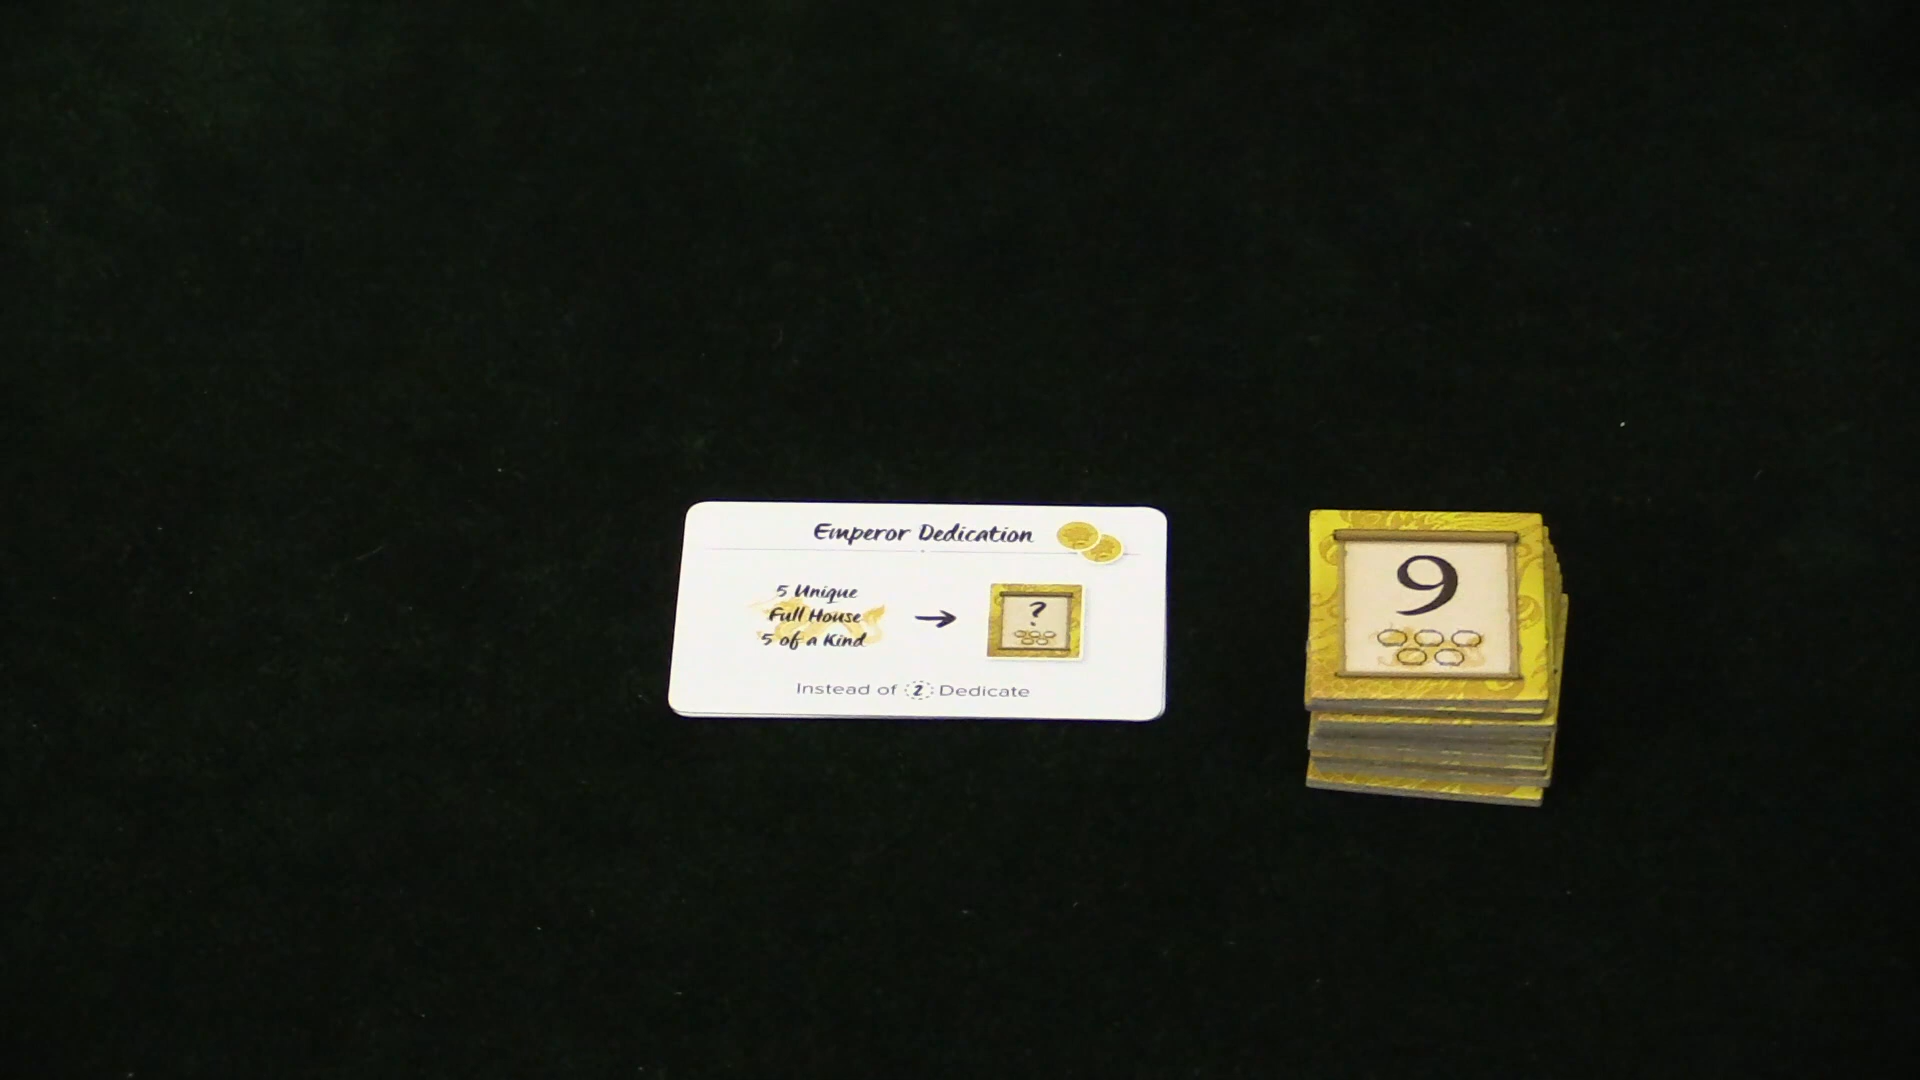 Emperor Dedication
5 Unique
Full House
5 of a Kind
?
Instead of 2 Dedicate
9